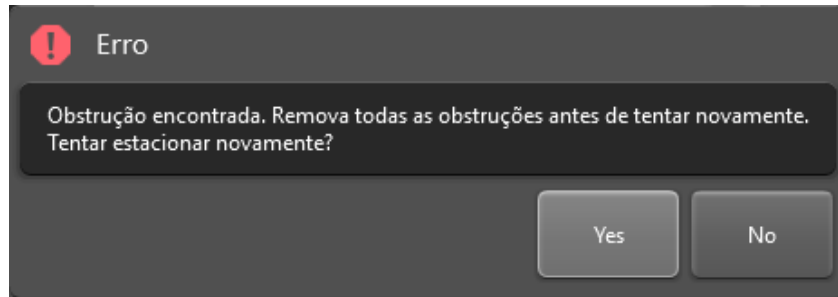 Erro
Obstrução encontrada. Remova todas as obstruções antes de tentar novamente.
Tentar estacionar novamente?
Yes
No